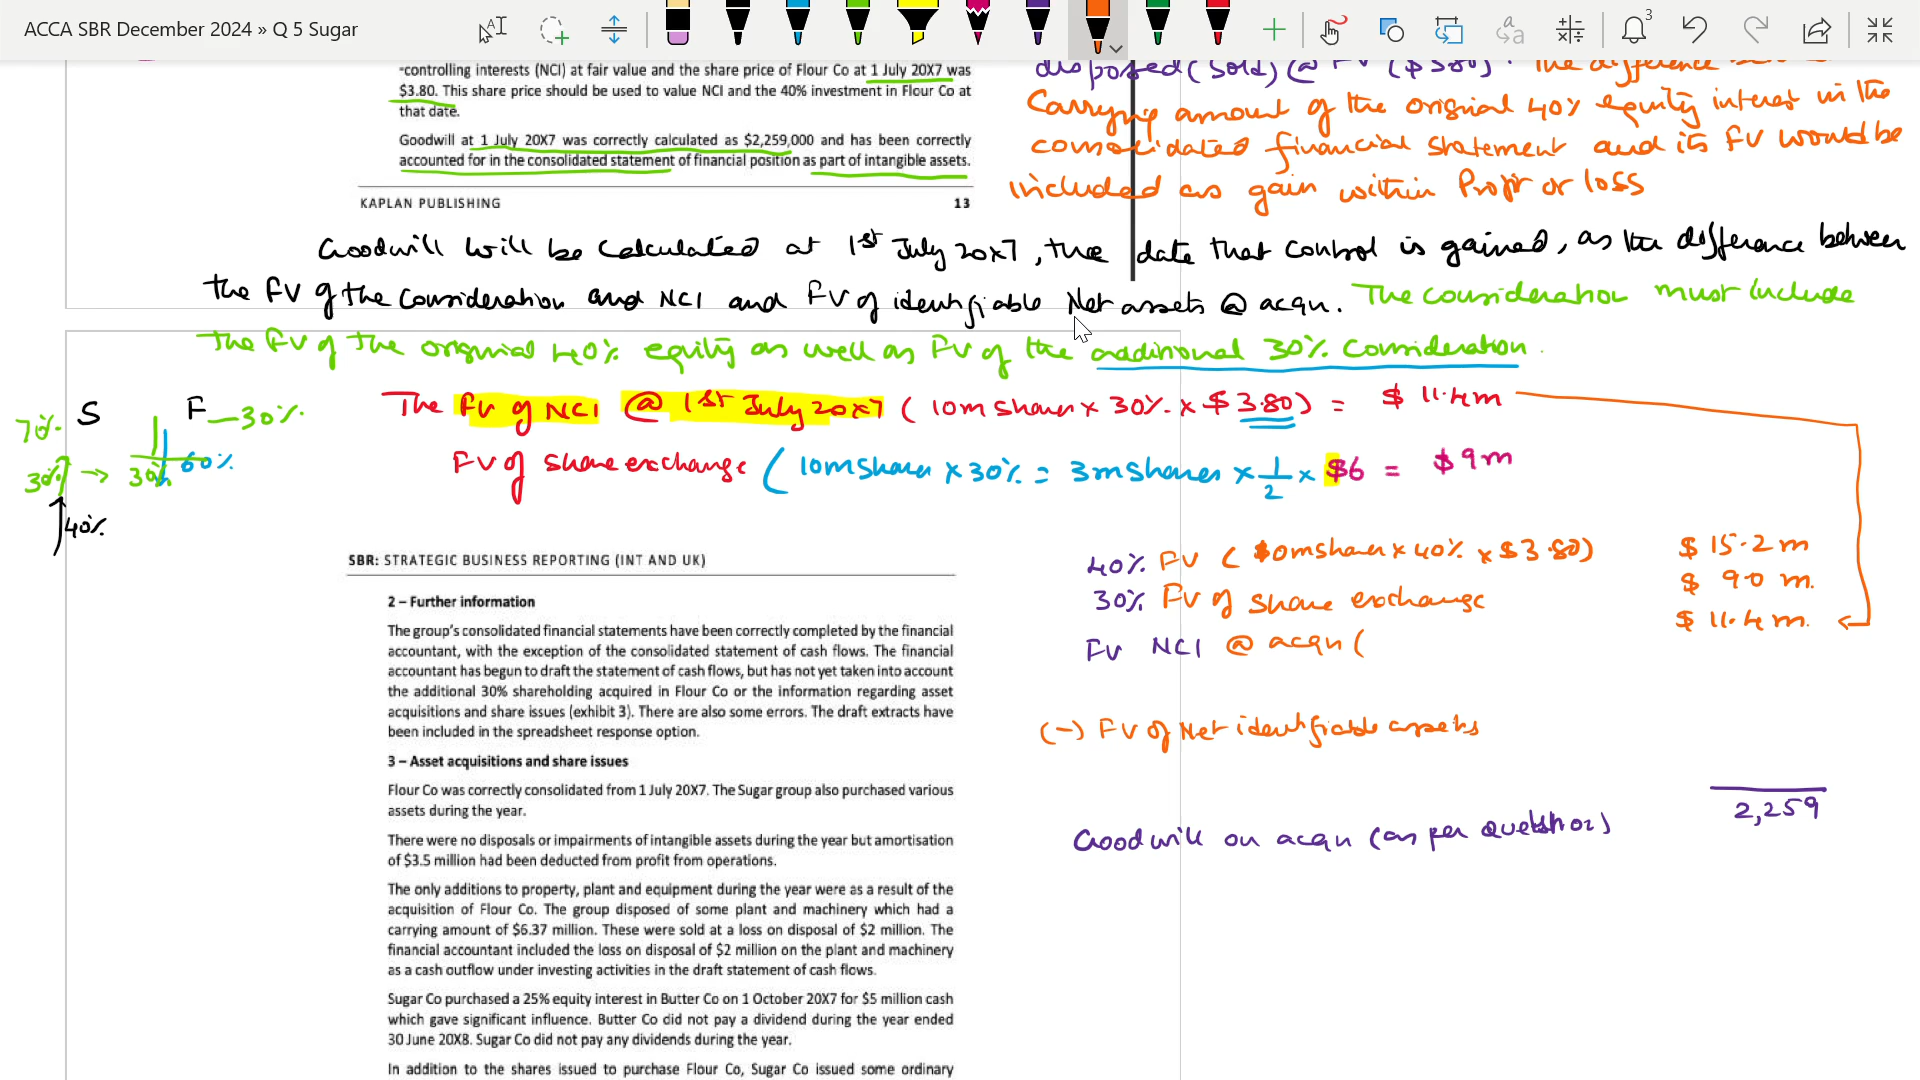 ACCA SBR December 2024 » Q 5 Sugar
3
-controlling interests (NCI) at fair value and the share price of Flour Co at 1 July 20X7 was
$3.80. This share price should be used to value NCI and the 40% investment in Flour Co at
that date.
Goodwill at 1 July 20X7 was correctly calculated as $2,259,000 and has been correctly
accounted for in the consolidated statement of financial position as part of intangible assets.
KAPLAN PUBLISHING 13
disposed (sold) @ FV ($3.80). The difference
Carrying amount of the original 40% equity interest in the
consolidated financial statement and its FV would be
included as gain within Profit or loss
Goodwill will be calculated at 1st July 20x7, the date that control is gained, as the difference between
the FV of the consideration and NCI and FV of identifiable Net assets @ acqn. The consideration must include
the FV of the original 40% equity as well as FV of the additional 30% consideration.
70% S F 30%
30% → 30% 60%
40%
The FV of NCI @ 1st July 20x7 (10m shares x 30% x $3.80) = $ 11.4m
FV of share exchange (10m shares x 30% = 3m shares x 1/2 x $6 = $9m
40% FV ($10m shares x 40% x $3.80) $ 15.2m
30% FV of share exchange $ 9.0 m.
FV NCI @ acqn ( $ 11.4m.
(-) FV of Net identifiable assets
Goodwill on acqn (as per question) 2,259
SBR: STRATEGIC BUSINESS REPORTING (INT AND UK)
2 – Further information
The group's consolidated financial statements have been correctly completed by the financial
accountant, with the exception of the consolidated statement of cash flows. The financial
accountant has begun to draft the statement of cash flows, but has not yet taken into account
the additional 30% shareholding acquired in Flour Co or the information regarding asset
acquisitions and share issues (exhibit 3). There are also some errors. The draft extracts have
been included in the spreadsheet response option.
3 – Asset acquisitions and share issues
Flour Co was correctly consolidated from 1 July 20X7. The Sugar group also purchased various
assets during the year.
There were no disposals or impairments of intangible assets during the year but amortisation
of $3.5 million had been deducted from profit from operations.
The only additions to property, plant and equipment during the year were as a result of the
acquisition of Flour Co. The group disposed of some plant and machinery which had a
carrying amount of $6.37 million. These were sold at a loss on disposal of $2 million. The
financial accountant included the loss on disposal of $2 million on the plant and machinery
as a cash outflow under investing activities in the draft statement of cash flows.
Sugar Co purchased a 25% equity interest in Butter Co on 1 October 20X7 for $5 million cash
which gave significant influence. Butter Co did not pay a dividend during the year ended
30 June 20X8. Sugar Co did not pay any dividends during the year.
In addition to the shares issued to purchase Flour Co, Sugar Co issued some ordinary